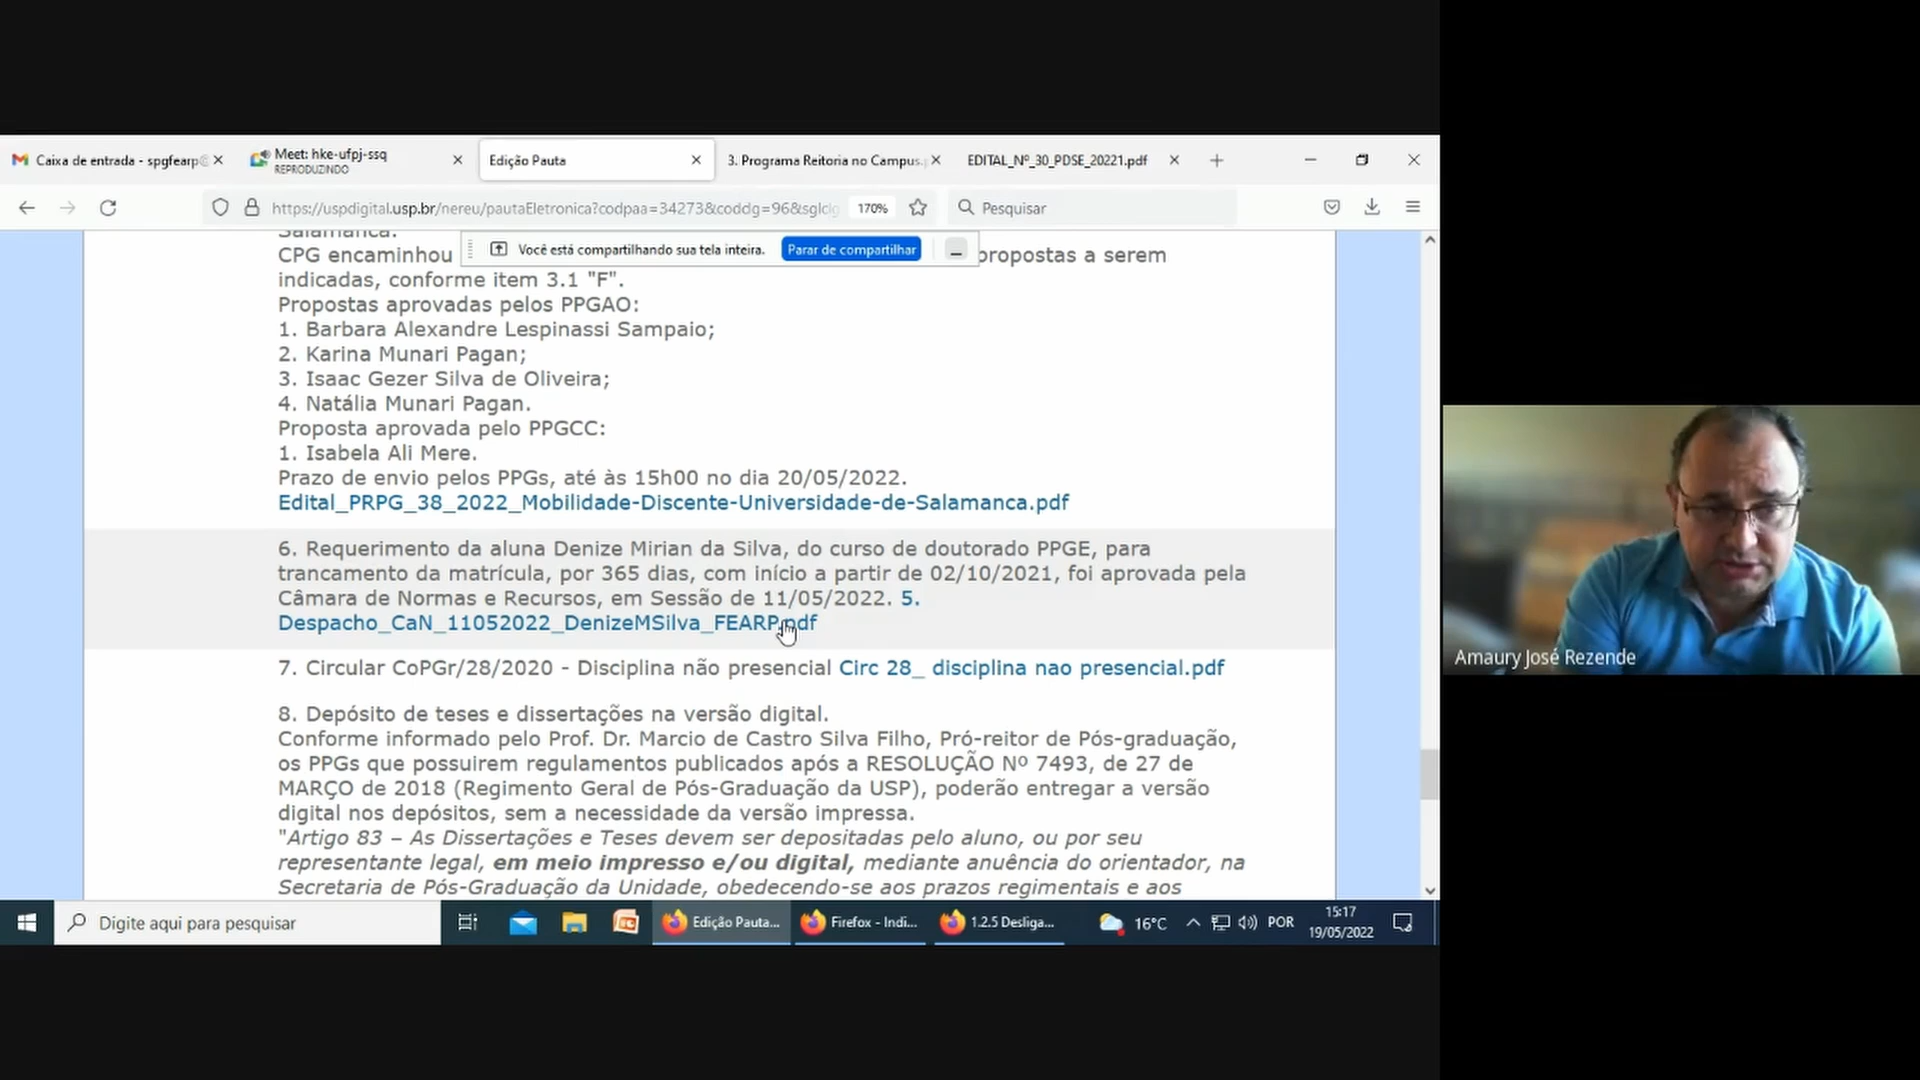 Caixa de entrada - spgfearp@
Meet: hke-ufpj-ssq
REPRODUZINDO
Edição Pauta
3. Programa Reitoria no Campus.p
EDITAL_Nº_30_PDSE_20221.pdf
https://uspdigital.usp.br/nereu/pautaEletronica?codpaa=34273&coddlg=96&sglclg
170%
Pesquisar
Você está compartilhando sua tela inteira.
Parar de compartilhar
Salamanca.
CPG encaminhou
propostas a serem
indicadas, conforme item 3.1 "F".
Propostas aprovadas pelos PPGAO:
1. Barbara Alexandre Lespinassi Sampaio;
2. Karina Munari Pagan;
3. Isaac Gezer Silva de Oliveira;
4. Natália Munari Pagan.
Proposta aprovada pelo PPGCC:
1. Isabela Ali Mere.
Prazo de envio pelos PPGs, até às 15h00 no dia 20/05/2022.
Edital_PRPG_38_2022_Mobilidade-Discente-Universidade-de-Salamanca.pdf
6. Requerimento da aluna Denize Mirian da Silva, do curso de doutorado PPGE, para
trancamento da matrícula, por 365 dias, com início a partir de 02/10/2021, foi aprovada pela
Câmara de Normas e Recursos, em Sessão de 11/05/2022. 5.
Despacho_CaN_11052022_DenizeMSilva_FEARP.pdf
7. Circular CoPGr/28/2020 - Disciplina não presencial Circ 28_ disciplina nao presencial.pdf
8. Depósito de teses e dissertações na versão digital.
Conforme informado pelo Prof. Dr. Marcio de Castro Silva Filho, Pró-reitor de Pós-graduação,
os PPGs que possuirem regulamentos publicados após a RESOLUÇÃO Nº 7493, de 27 de
MARÇO de 2018 (Regimento Geral de Pós-Graduação da USP), poderão entregar a versão
digital nos depósitos, sem a necessidade da versão impressa.
"Artigo 83 – As Dissertações e Teses devem ser depositadas pelo aluno, ou por seu
representante legal, em meio impresso e/ou digital, mediante anuência do orientador, na
Secretaria de Pós-Graduação da Unidade, obedecendo-se aos prazos regimentais e aos
Amaury José Rezende
Digite aqui para pesquisar
Edição Pauta...
Firefox - Indi...
1.2.5 Desliga...
16°C
POR
15:17
19/05/2022